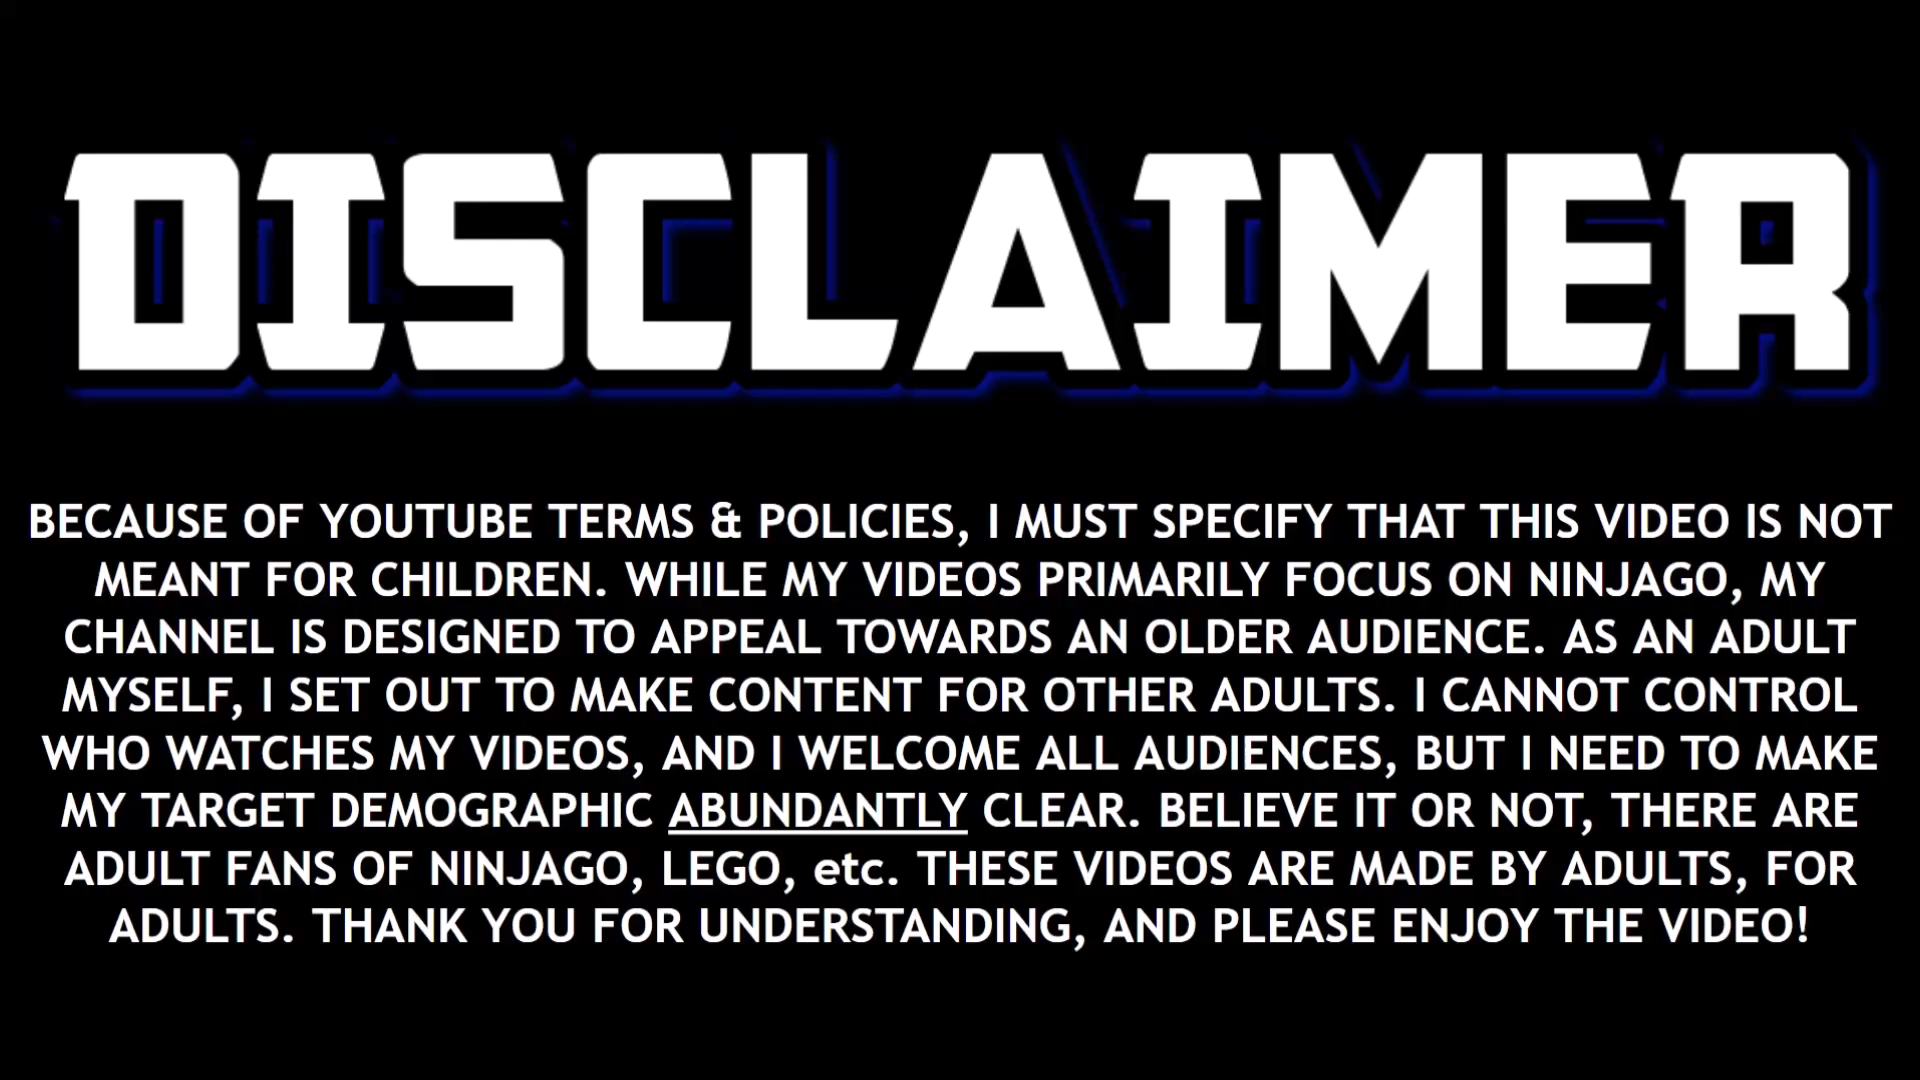 DISCLAIMER
BECAUSE OF YOUTUBE TERMS & POLICIES, I MUST SPECIFY THAT THIS VIDEO IS NOT
MEANT FOR CHILDREN. WHILE MY VIDEOS PRIMARILY FOCUS ON NINJAGO, MY
CHANNEL IS DESIGNED TO APPEAL TOWARDS AN OLDER AUDIENCE. AS AN ADULT
MYSELF, I SET OUT TO MAKE CONTENT FOR OTHER ADULTS. I CANNOT CONTROL
WHO WATCHES MY VIDEOS, AND I WELCOME ALL AUDIENCES, BUT I NEED TO MAKE
MY TARGET DEMOGRAPHIC ABUNDANTLY CLEAR. BELIEVE IT OR NOT, THERE ARE
ADULT FANS OF NINJAGO, LEGO, etc. THESE VIDEOS ARE MADE BY ADULTS, FOR
ADULTS. THANK YOU FOR UNDERSTANDING, AND PLEASE ENJOY THE VIDEO!